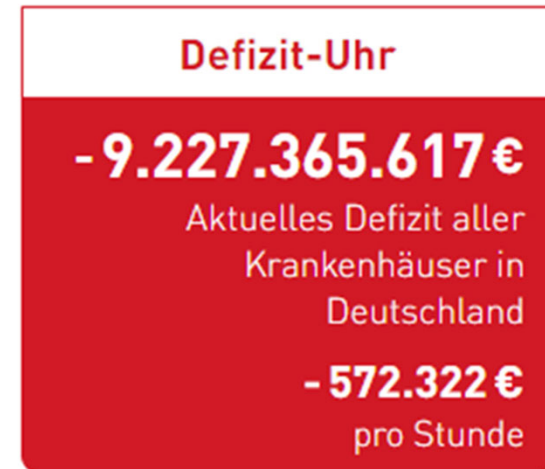 Defizit-Uhr
-9.227.365.617 €
Aktuelles Defizit aller
Krankenhäuser in
Deutschland
-572.322 €
pro Stunde